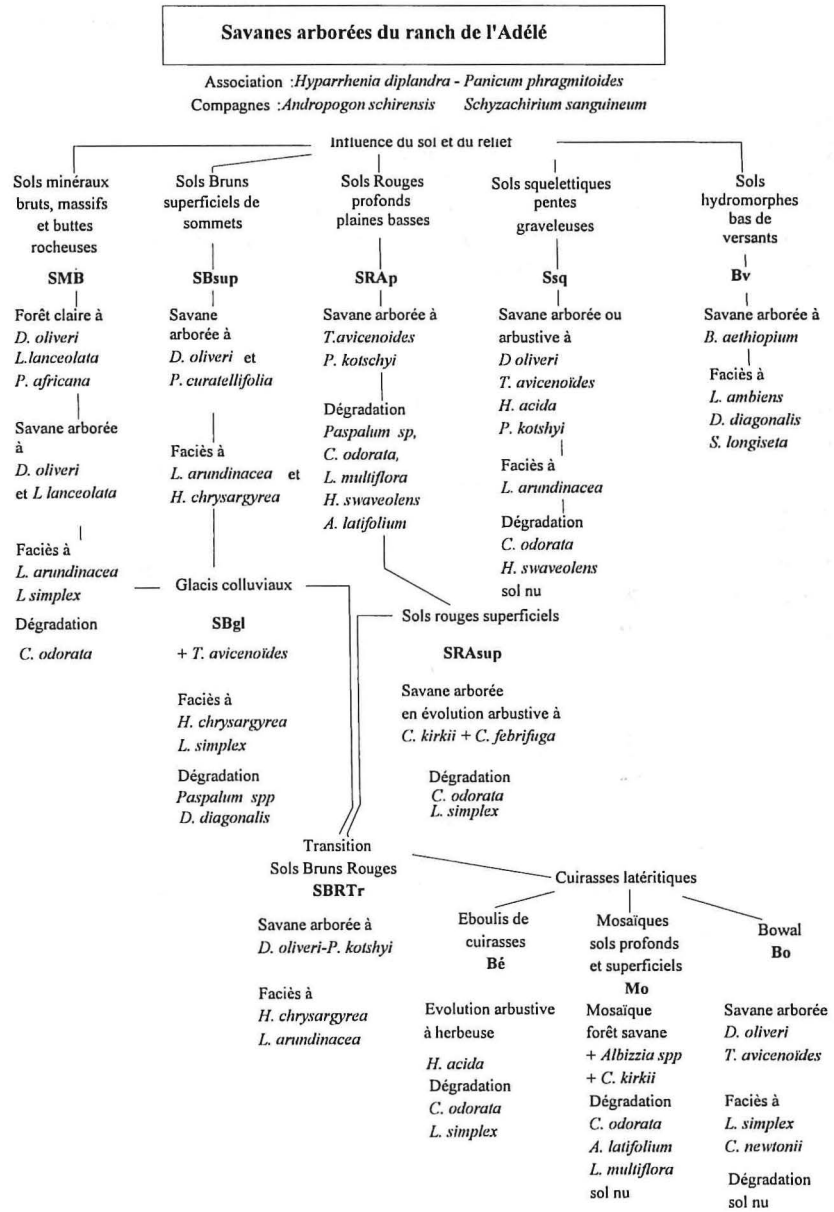 Savanes arborées du ranch de l'Adélé
Association :Hyparrhenia diplandra - Panicum phragmitoides
Compagnes :Andropogon schirensis Schyzachirium sanguineum
Influence du sol et du relief
Sols minéraux
bruts, massifs
et buttes
rocheuses
SMB
Forêt claire à
D. oliveri
L.lanceolata
P. africana
Savane arborée
à
D. oliveri
et L lanceolata
Faciès à
L. arundinacea
L simplex
Dégradation
C. odorata
Sols Bruns
superficiels de
sommets
SBsup
Savane
arborée à
D. oliveri et
P. curatellifolia
Faciès à
L. arundinacea et
H. chrysargyrea
Glacis colluviaux
SBgl
+ T. avicenoïdes
Faciès à
H. chrysargyrea
L. simplex
Dégradation
Paspalum spp
D. diagonalis
Sols Rouges
profonds
plaines basses
SRAp
Savane arborée à
T.avicenoides
P. kotschyi
Dégradation
Paspalum sp,
C. odorata,
L. multiflora
H. swaveolens
A. latifolium
Sols squelettiques
pentes
graveleuses
Ssq
Savane arborée ou
arbustive à
D oliveri
T. avicenoïdes
H. acida
P. kotshyi
Faciès à
L. arundinacea
Dégradation
C. odorata
H. swaveolens
sol nu
Sols
hydromorphes
bas de
versants
Bv
Savane arborée à
B. aethiopium
Faciès à
L. ambiens
D. diagonalis
S. longiseta
Sols rouges superficiels
SRAsup
Savane arborée
en évolution arbustive à
C. kirkii + C. febrifuga
Dégradation
C. odorata
L. simplex
Transition
Sols Bruns Rouges
SBRTr
Savane arborée à
D. oliveri-P. kotshyi
Faciès à
H. chrysargyrea
L. arundinacea
Cuirasses latéritiques
Eboulis de
cuirasses
Bé
Evolution arbustive
à herbeuse
H. acida
Dégradation
C. odorata
L. simplex
Mosaïques
sols profonds
et superficiels
Mo
Mosaïque
forêt savane
+ Albizzia spp
+ C. kirkii
Dégradation
C. odorata
A. latifolium
L. multiflora
sol nu
Bowal
Bo
Savane arborée
D. oliveri
T. avicenoïdes
Faciès à
L. simplex
C. newtonii
Dégradation
sol nu